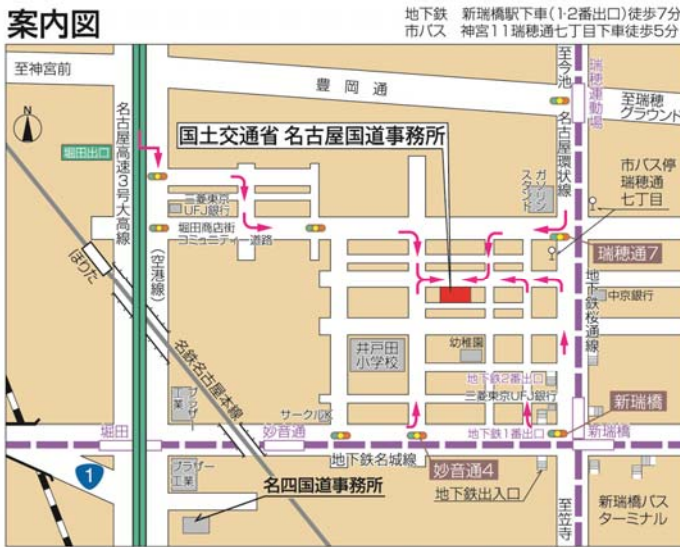 案内図
地下鉄 新瑞橋駅下車(1・2番出口)徒歩7分
市バス 神宮11瑞穂通七丁目下車徒歩5分
至神宮前
豊岡通
至今池
瑞穂運動場
至瑞穂
グラウンド
N
名古屋高速3号大高線
堀田出口
国土交通省 名古屋国道事務所
名古屋環状線
ガソリン
スタンド
市バス停
瑞穂通
七丁目
三菱東京
UFJ銀行
堀田商店街
コミュニティー道路
(空港線)
ほりた
瑞穂通7
地下鉄桜通線
中京銀行
名鉄名古屋本線
井戸田
小学校
幼稚園
地下鉄2番出口
三菱東京UFJ銀行
ブラザー
工業
サークルK
新瑞橋
堀田
妙音通
地下鉄1番出口
新瑞橋
地下鉄名城線
妙音通4
1
ブラザー
工業
名四国道事務所
地下鉄出入口
至笠寺
新瑞橋バス
ターミナル